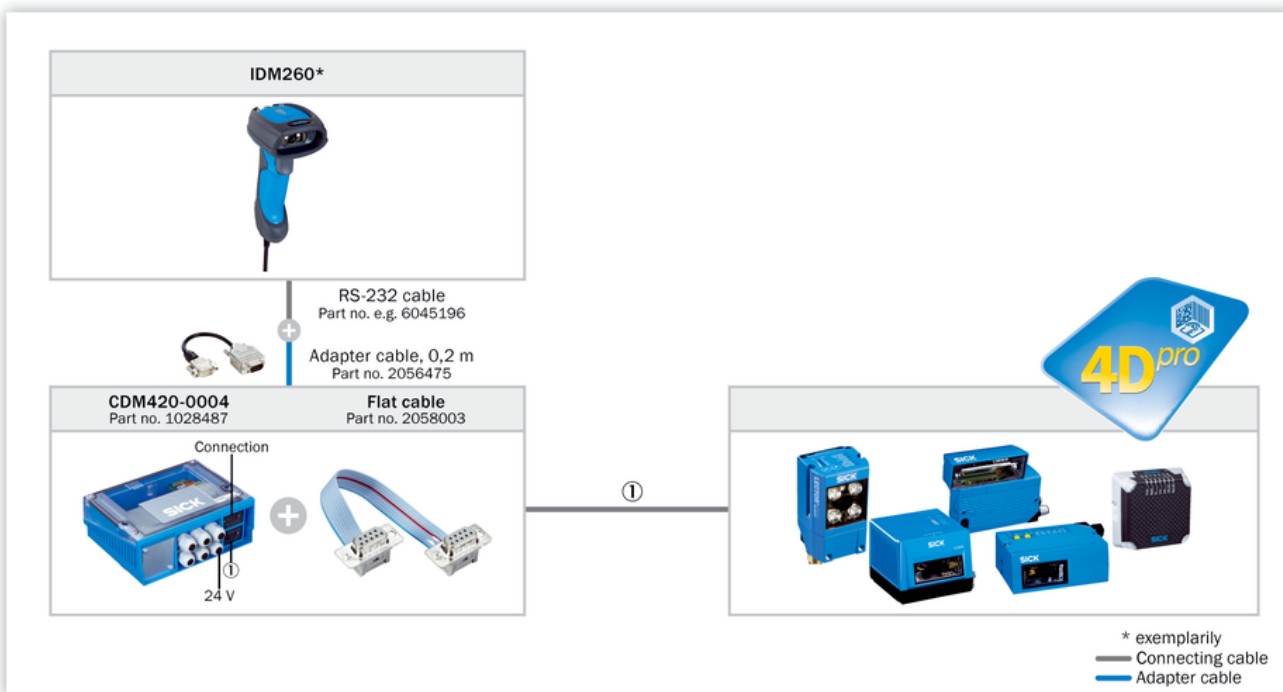 IDM260*
RS-232 cable
Part no. e.g. 6045196
Adapter cable, 0,2 m
Part no. 2056475
CDM420-0004
Part no. 1028487
Flat cable
Part no. 2058003
Connection
SICK
①
24 V
①
4Dpro
SICK
SICK
SICK
SICK
SICK
* exemplarily
Connecting cable
Adapter cable